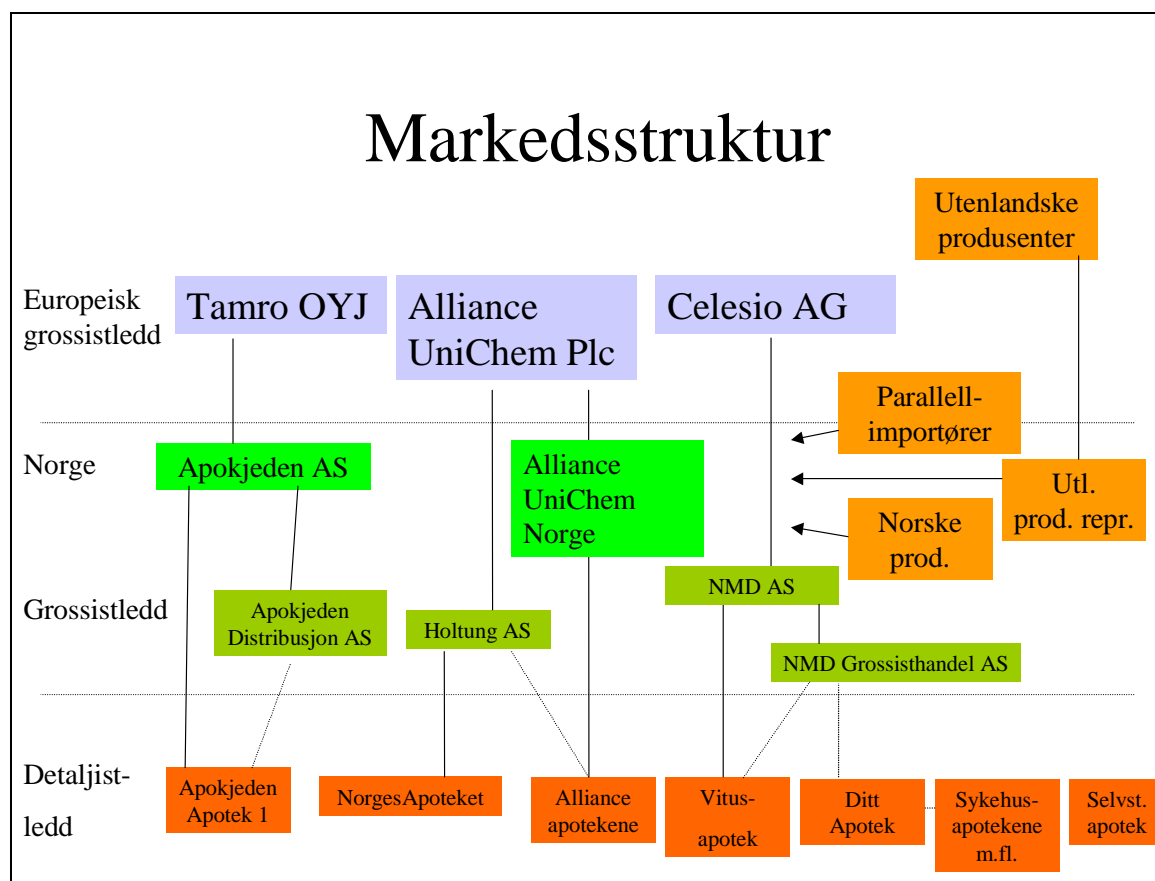 Markedsstruktur
Utenlandske
produsenter
Europeisk
grossistledd
Tamro OYJ
Alliance
UniChem Plc
Celesio AG
Parallell-
importører
Norge
Apokjeden AS
Alliance
UniChem
Norge
Utl.
prod. repr.
Norske
prod.
Grossistledd
Apokjeden
Distribusjon AS
Holtung AS
NMD AS
NMD Grossisthandel AS
Detaljist-
ledd
Apokjeden
Apotek 1
NorgesApoteket
Alliance
apotekene
Vitus-
apotek
Ditt
Apotek
Sykehus-
apotekene
m.fl.
Selvst.
apotek